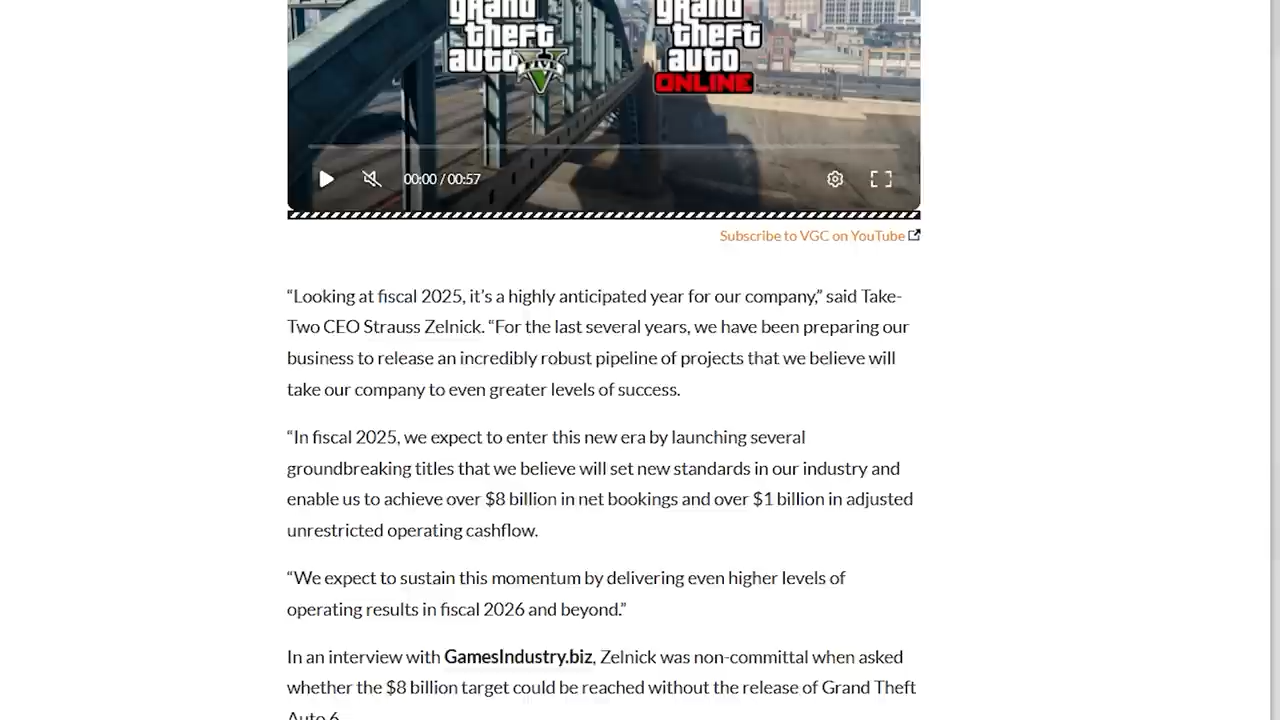 grand
theft
auto
V
grand
theft
auto
ONLINE
00:00 / 00:57
Subscribe to VGC on YouTube
“Looking at fiscal 2025, it’s a highly anticipated year for our company,” said Take-
Two CEO Strauss Zelnick. “For the last several years, we have been preparing our
business to release an incredibly robust pipeline of projects that we believe will
take our company to even greater levels of success.
“In fiscal 2025, we expect to enter this new era by launching several
groundbreaking titles that we believe will set new standards in our industry and
enable us to achieve over $8 billion in net bookings and over $1 billion in adjusted
unrestricted operating cashflow.
“We expect to sustain this momentum by delivering even higher levels of
operating results in fiscal 2026 and beyond.”
In an interview with GamesIndustry.biz, Zelnick was non-committal when asked
whether the $8 billion target could be reached without the release of Grand Theft
Auto 6.